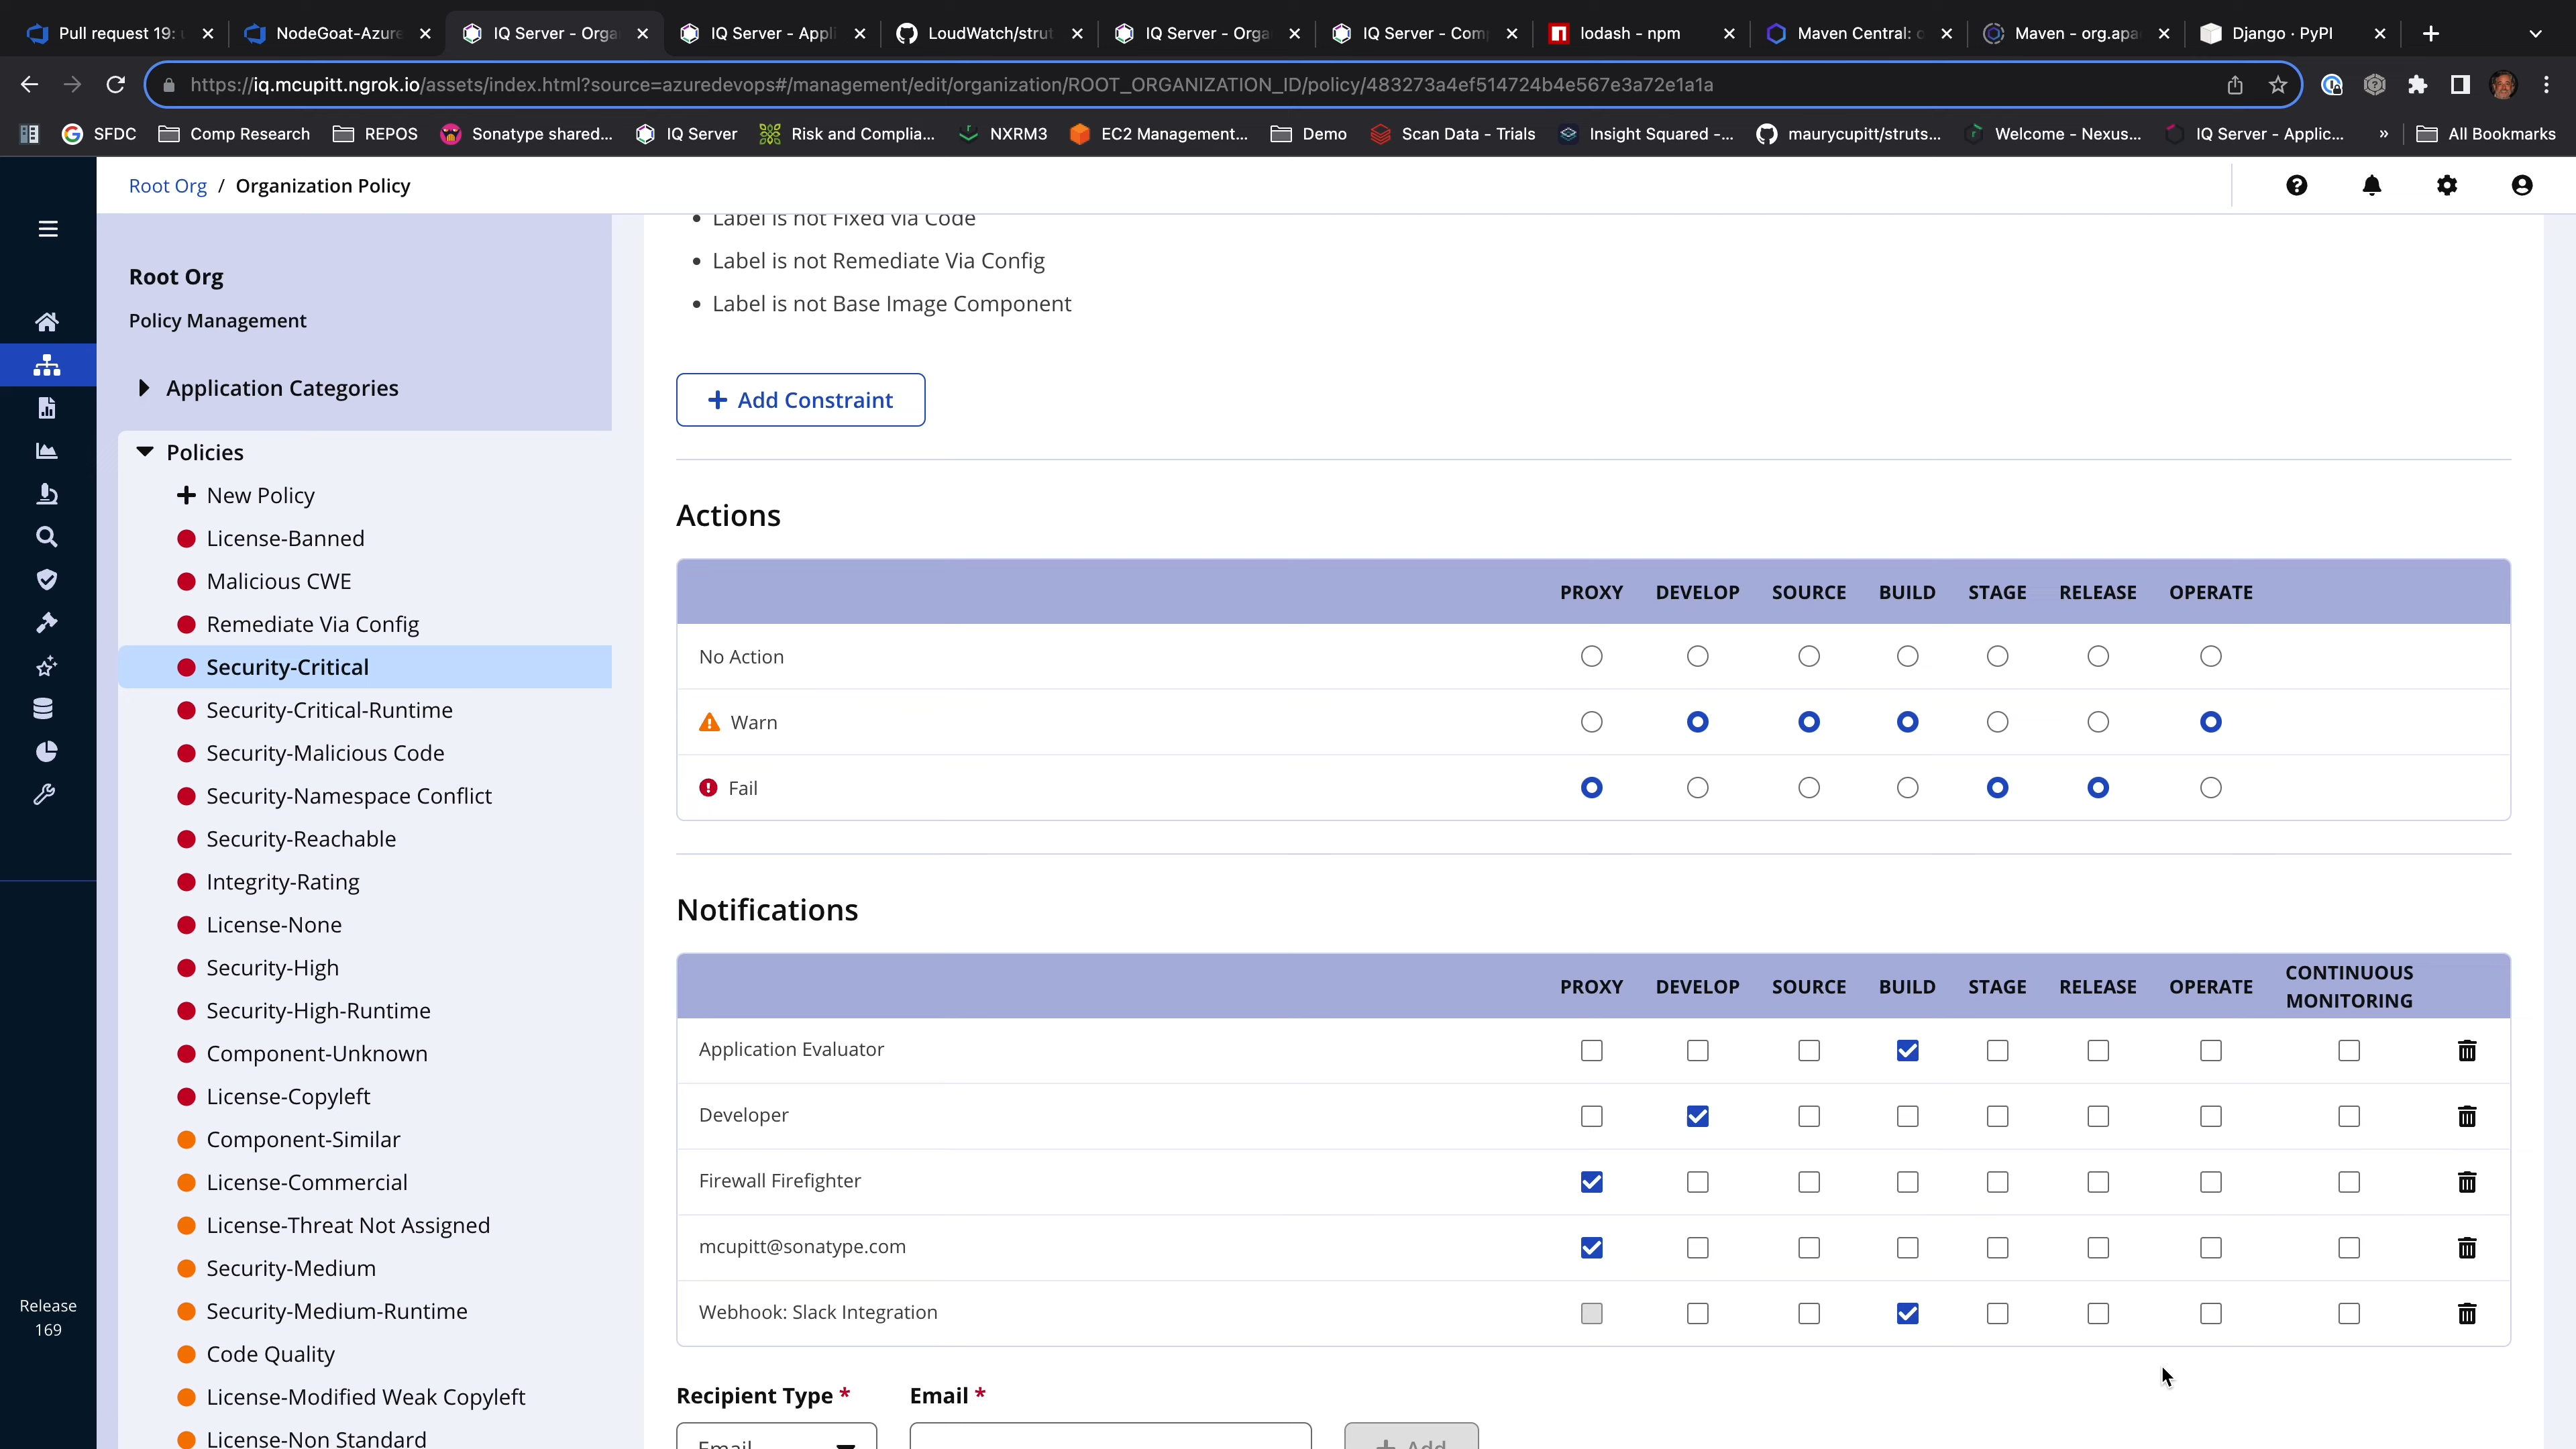 Pull request 19:
NodeGoat-Azure
IQ Server - Orga
IQ Server - Appli
LoudWatch/strut
IQ Server - Orga
IQ Server - Comp
lodash - npm
Maven Central: o
Maven - org.apa
Django · PyPI
https://iq.mcupitt.ngrok.io/assets/index.html?source=azuredevops#/management/edit/organization/ROOT_ORGANIZATION_ID/policy/483273a4ef514724b4e567e3a72e1a1a
SFDC
Comp Research
REPOS
Sonatype shared...
IQ Server
Risk and Complia...
NXRM3
EC2 Management...
Demo
Scan Data - Trials
Insight Squared -...
maurycupitt/struts...
Welcome - Nexus...
IQ Server - Applic...
»
All Bookmarks
Root Org / Organization Policy
Root Org
Policy Management
Application Categories
Policies
New Policy
License-Banned
Malicious CWE
Remediate Via Config
Security-Critical
Security-Critical-Runtime
Security-Malicious Code
Security-Namespace Conflict
Security-Reachable
Integrity-Rating
License-None
Security-High
Security-High-Runtime
Component-Unknown
License-Copyleft
Component-Similar
License-Commercial
License-Threat Not Assigned
Security-Medium
Security-Medium-Runtime
Code Quality
License-Modified Weak Copyleft
License-Non Standard
Release
169
• Label is not Fixed via Code
• Label is not Remediate Via Config
• Label is not Base Image Component
+ Add Constraint
Actions
PROXY DEVELOP SOURCE BUILD STAGE RELEASE OPERATE
No Action
Warn
Fail
Notifications
PROXY DEVELOP SOURCE BUILD STAGE RELEASE OPERATE CONTINUOUS
MONITORING
Application Evaluator
Developer
Firewall Firefighter
mcupitt@sonatype.com
Webhook: Slack Integration
Recipient Type * Email *
Email
+ Add